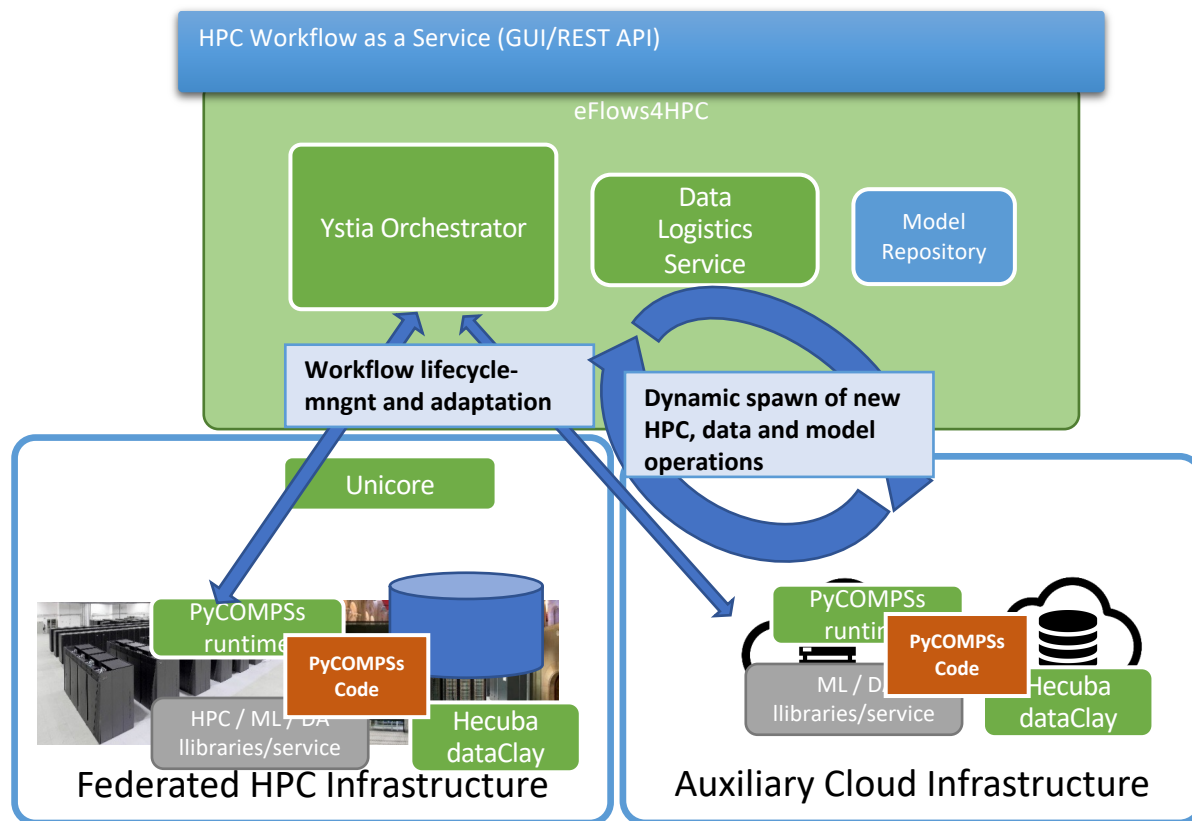 HPC Workflow as a Service (GUI/REST API)
eFlows4HPC
Ystia Orchestrator
Data
Logistics
Service
Model
Repository
Workflow lifecycle-
mngnt and adaptation
Dynamic spawn of new
HPC, data and model
operations
Unicore
PyCOMPSs
runtime
PyCOMPSs
Code
HPC / ML / DA
llibraries/service
Hecuba
dataClay
Federated HPC Infrastructure
PyCOMPSs
PyCOMPSs
Code
ML /
llibraries/service
Hecuba
dataClay
Auxiliary Cloud Infrastructure